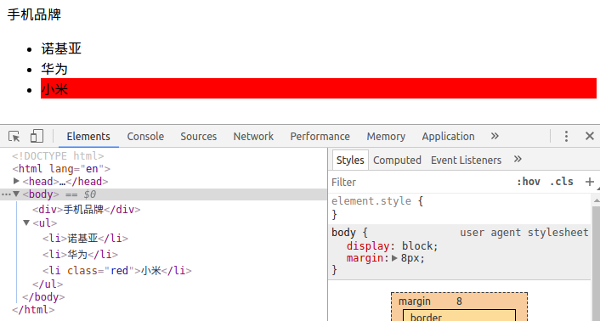 手机品牌
诺基亚
华为
小米
Elements Console Sources Network Performance Memory Application »
<!DOCTYPE html>
<html lang="en">
<head>…</head>
<body> == $0
<div>手机品牌</div>
<ul>
<li>诺基亚</li>
<li>华为</li>
<li class="red">小米</li>
</ul>
</body>
</html>
Styles Computed Event Listeners »
Filter :hov .cls +
element.style {
}
body { user agent stylesheet
display: block;
margin: 8px;
}
margin 8
border